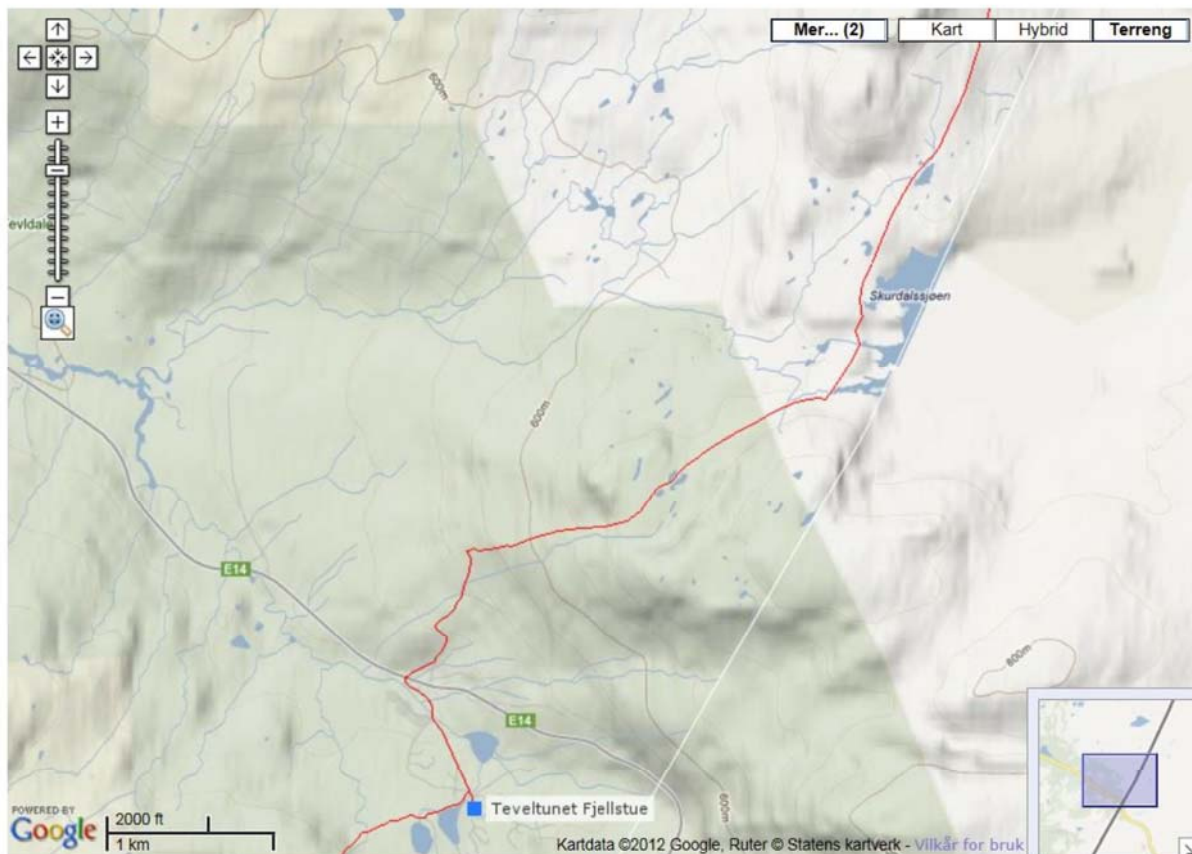 Mer... (2)
Kart
Hybrid
Terreng
600m
evldale
Skurdalssjøen
600m
E14
800m
E14
Teveltunet Fjellstue
600m
POWERED BY
Google
2000 ft
1 km
Kartdata ©2012 Google, Ruter © Statens kartverk - Vilkår for bruk